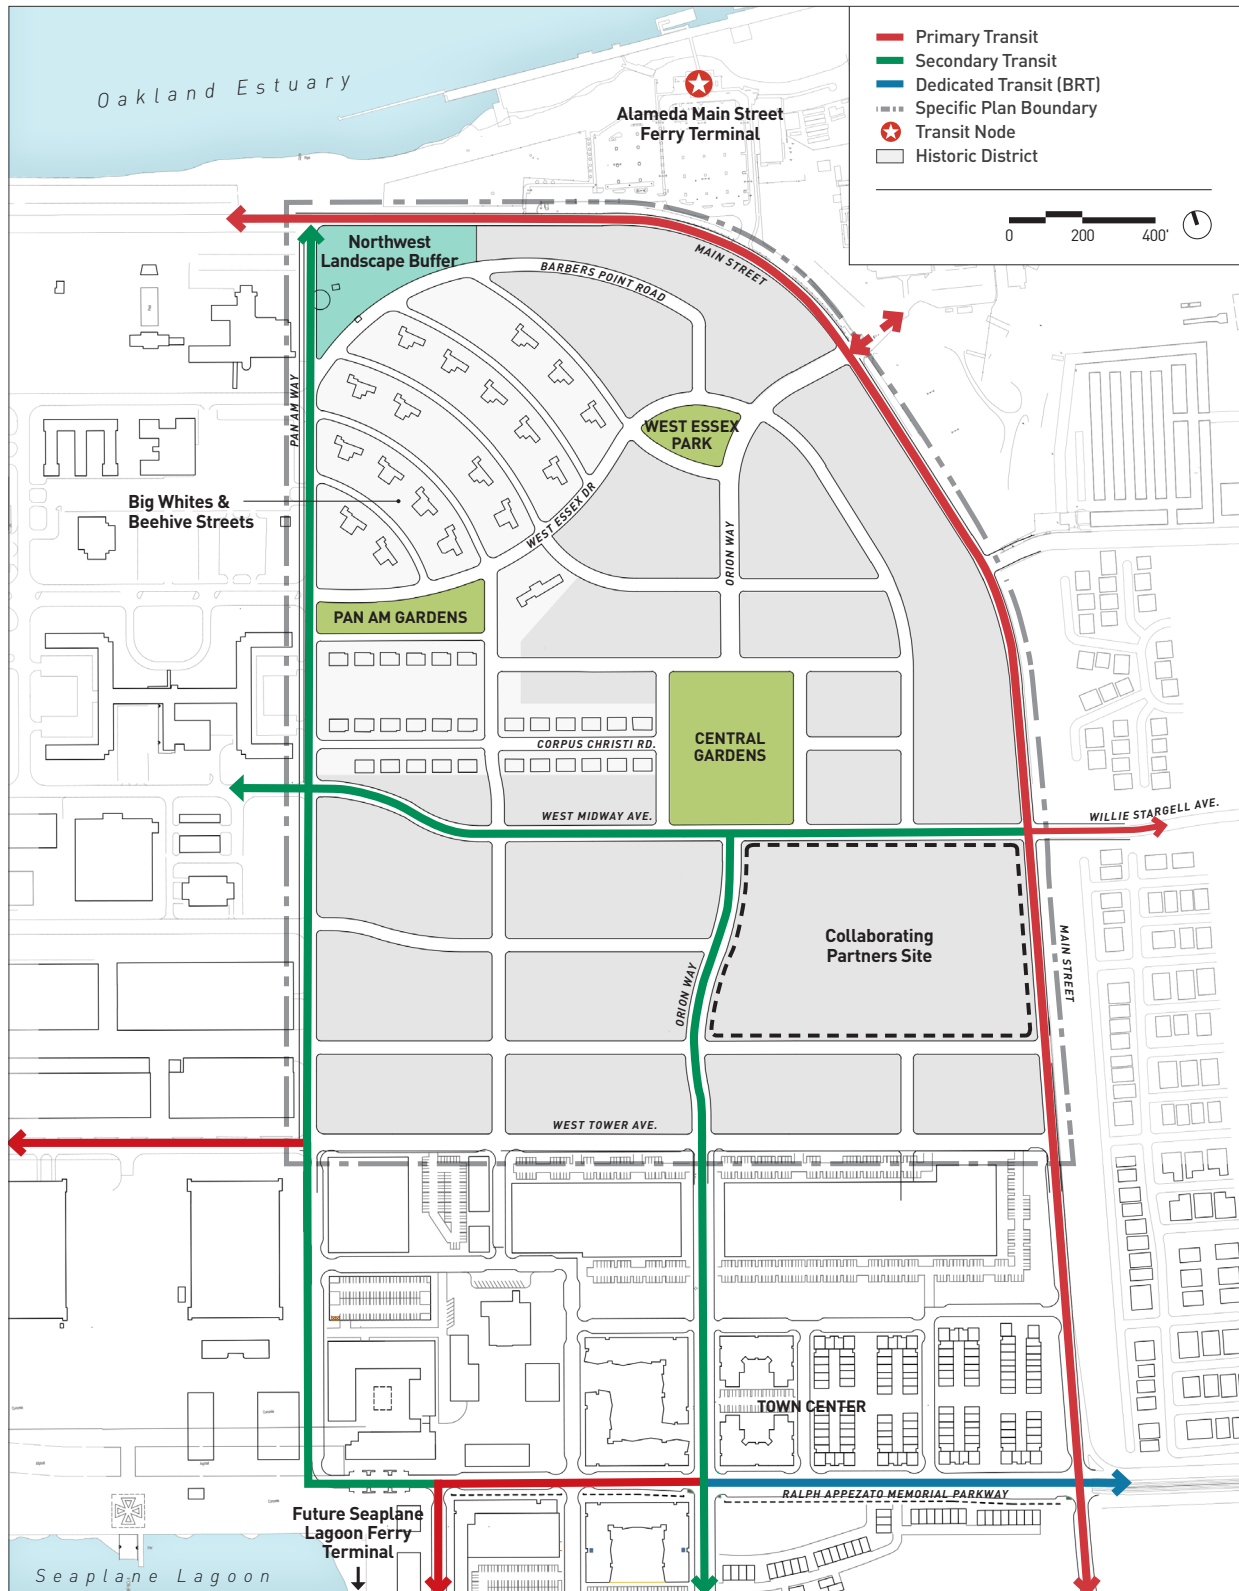 Primary Transit
Secondary Transit
Dedicated Transit (BRT)
Specific Plan Boundary
Transit Node
Historic District
0 200 400'
Oakland Estuary
Alameda Main Street
Ferry Terminal
Northwest
Landscape Buffer
MAIN STREET
BARBERS POINT ROAD
PAN AM WAY
WEST ESSEX
PARK
Big Whites &
Beehive Streets
WEST ESSEX DR
ORION WAY
PAN AM GARDENS
CENTRAL
GARDENS
CORPUS CHRISTI RD.
WEST MIDWAY AVE.
WILLIE STARGELL AVE.
Collaborating
Partners Site
MAIN STREET
ORION WAY
WEST TOWER AVE.
TOWN CENTER
RALPH APPEZATO MEMORIAL PARKWAY
Future Seaplane
Lagoon Ferry
Terminal
Seaplane Lagoon